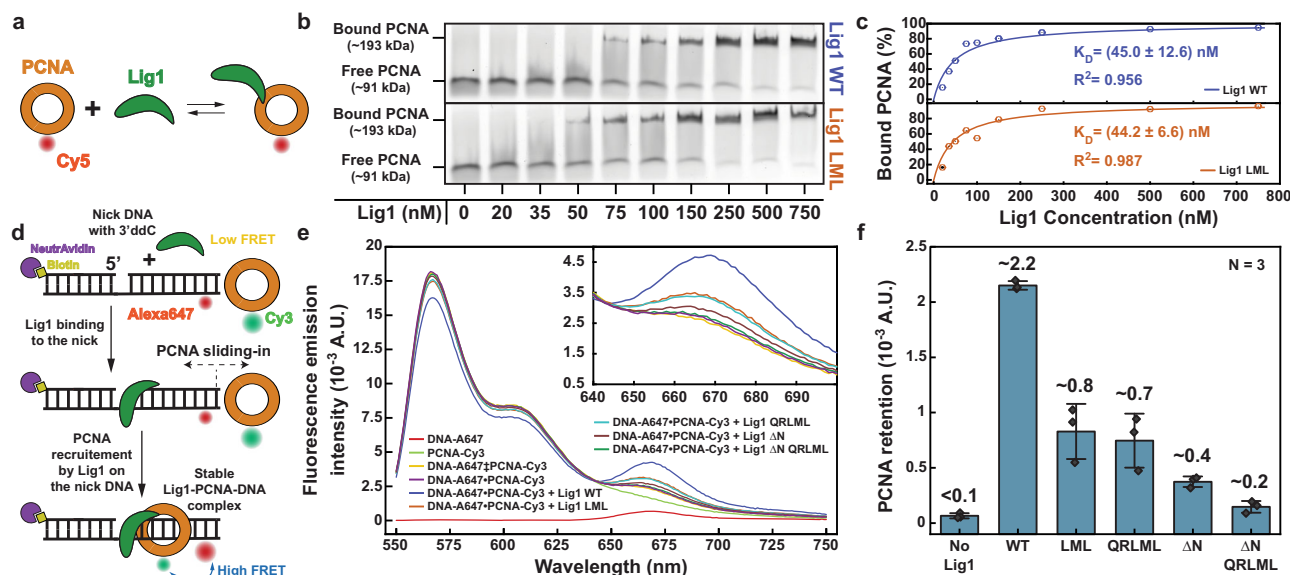 a
PCNA
Lig1
+
Cy5
b
Bound PCNA
(~193 kDa)
Free PCNA
(~91 kDa)
Lig1 WT
Bound PCNA
(~193 kDa)
Free PCNA
(~91 kDa)
Lig1 LML
Lig1 (nM)
0 20 35 50 75 100 150 250 500 750
c
Bound PCNA (%)
100
80
60
40
20
0
K_D= (45.0 ± 12.6) nM
R²= 0.956
Lig1 WT
80
60
40
20
0
K_D= (44.2 ± 6.6) nM
R²= 0.987
Lig1 LML
0 100 200 300 400 500 600 700 800
Lig1 Concentration (nM)
d
Nick DNA
with 3'ddC
NeutrAvidin
Biotin
5'
+
Low FRET
Alexa647
Cy3
Lig1 binding
to the nick
PCNA sliding-in
PCNA
recruitement
by Lig1 on
the nick DNA
Stable
Lig1-PCNA-DNA
complex
High FRET
e
Fluorescence emission
intensity (10⁻³ A.U.)
20
17.5
15
12.5
10
7.5
5
2.5
0
550 575 600 625 650 675 700 725 750
Wavelength (nm)
4.5
3.5
2.5
1.5
0.5
640 650 660 670 680 690
DNA-A647
PCNA-Cy3
DNA-A647‡PCNA-Cy3
DNA-A647•PCNA-Cy3
DNA-A647•PCNA-Cy3 + Lig1 WT
DNA-A647•PCNA-Cy3 + Lig1 LML
DNA-A647•PCNA-Cy3 + Lig1 QRLML
DNA-A647•PCNA-Cy3 + Lig1 ΔN
DNA-A647•PCNA-Cy3 + Lig1 ΔN QRLML
f
PCNA retention (10⁻³ A.U.)
2.5
2
1.5
1
0.5
0
N = 3
<0.1
~2.2
~0.8
~0.7
~0.4
~0.2
No
Lig1
WT
LML
QRLML
ΔN
ΔN
QRLML